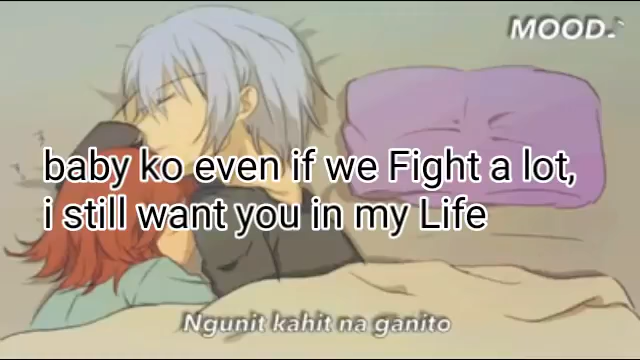 MOOD♪
baby ko even if we Fight a lot,
i still want you in my Life
Ngunit kahit na ganito